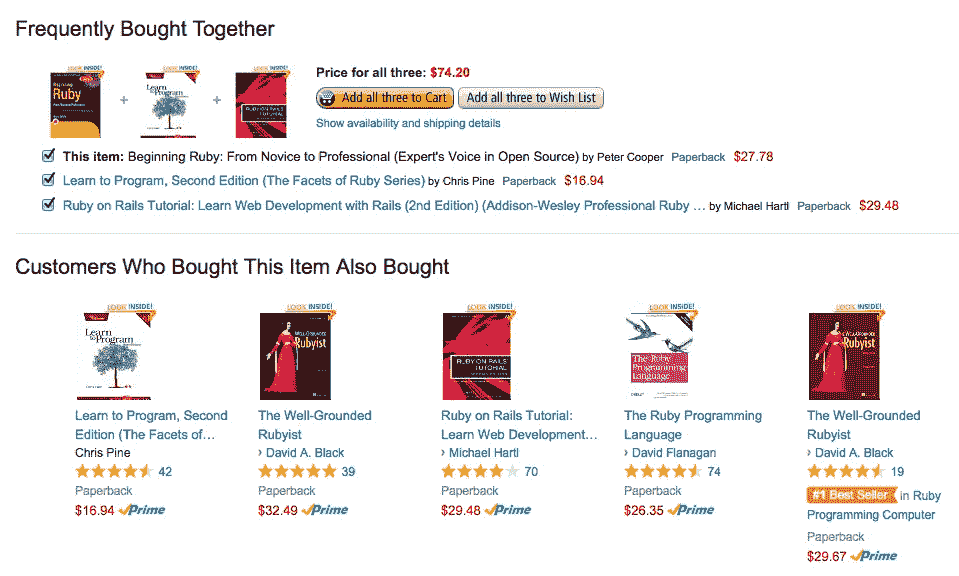 Frequently Bought Together
LOOK INSIDE!
LOOK INSIDE!
LOOK INSIDE!
Beginning
Ruby
+
Learn to Program
+
RUBY ON RAILS
TUTORIAL
Price for all three: $74.20
Add all three to Cart
Add all three to Wish List
Show availability and shipping details
This item: Beginning Ruby: From Novice to Professional (Expert's Voice in Open Source) by Peter Cooper Paperback $27.78
Learn to Program, Second Edition (The Facets of Ruby Series) by Chris Pine Paperback $16.94
Ruby on Rails Tutorial: Learn Web Development with Rails (2nd Edition) (Addison-Wesley Professional Ruby ... by Michael Hartl Paperback $29.48
Customers Who Bought This Item Also Bought
LOOK INSIDE!
Learn to Program
Learn to Program, Second
Edition (The Facets of...
Chris Pine
42
Paperback
$16.94 Prime
LOOK INSIDE!
WELL-GROUNDED
Rubyist
The Well-Grounded
Rubyist
› David A. Black
39
Paperback
$32.49 Prime
LOOK INSIDE!
RUBY ON RAILS
TUTORIAL
Ruby on Rails Tutorial:
Learn Web Development...
› Michael Hartl
70
Paperback
$29.48 Prime
LOOK INSIDE!
The Ruby
Programming
Language
The Ruby Programming
Language
› David Flanagan
74
Paperback
$26.35 Prime
LOOK INSIDE!
WELL-GROUNDED
Rubyist
The Well-Grounded
Rubyist
› David A. Black
19
#1 Best Seller in Ruby
Programming Computer
Paperback
$29.67 Prime